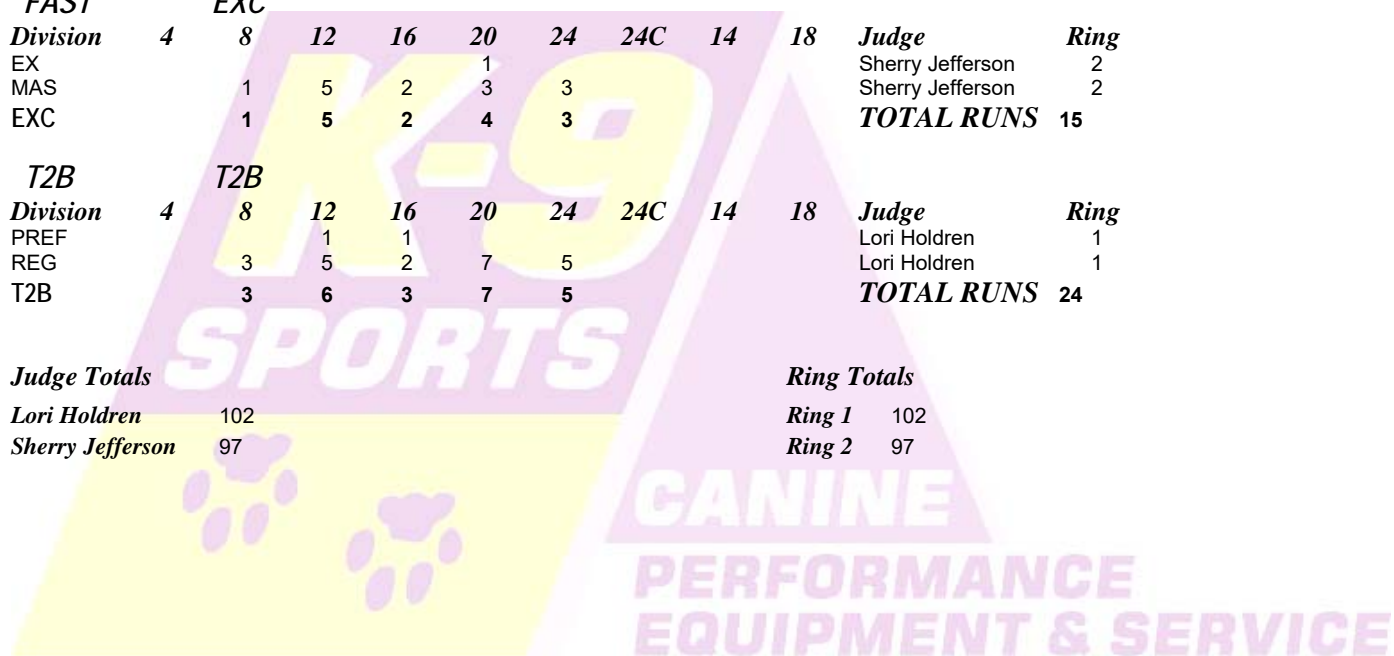 FAST EXC
Division 4 8 12 16 20 24 24C 14 18 Judge Ring
EX 1 Sherry Jefferson 2
MAS 1 5 2 3 3 Sherry Jefferson 2
EXC 1 5 2 4 3 TOTAL RUNS 15
T2B T2B
Division 4 8 12 16 20 24 24C 14 18 Judge Ring
PREF 1 1 Lori Holdren 1
REG 3 5 2 7 5 Lori Holdren 1
T2B 3 6 3 7 5 TOTAL RUNS 24
Judge Totals Ring Totals
Lori Holdren 102 Ring 1 102
Sherry Jefferson 97 Ring 2 97
K-9
SPORTS
CANINE
PERFORMANCE
EQUIPMENT & SERVICE